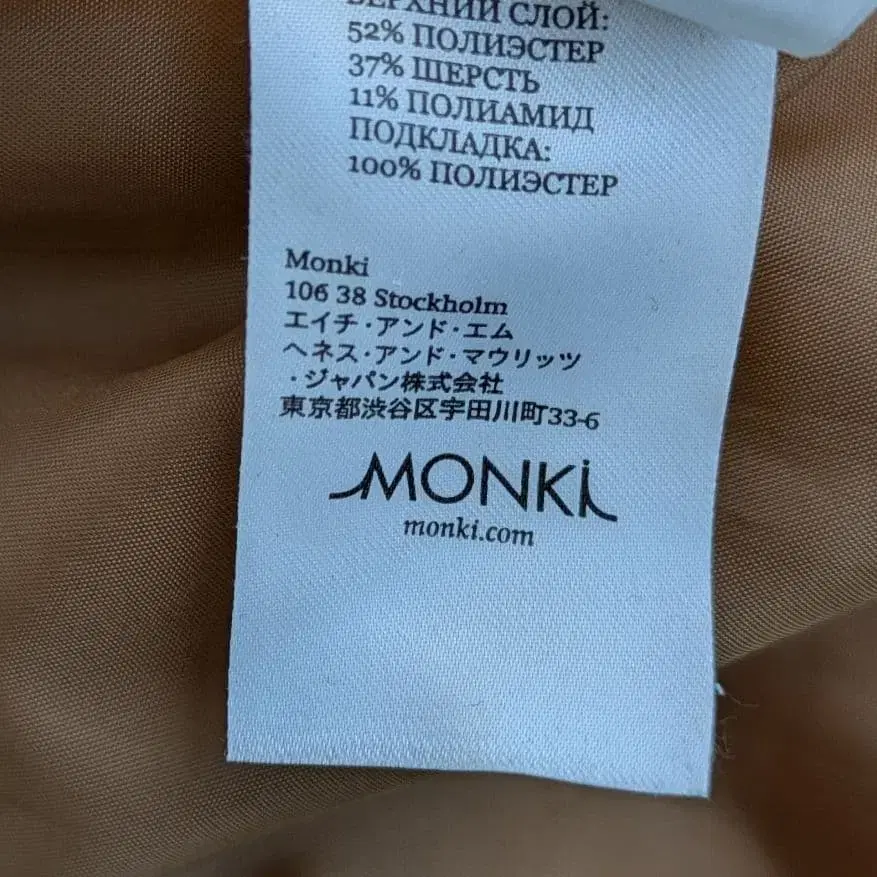 ВЕРХНИЙ СЛОЙ:
52% ПОЛИЭСТЕР
37% ШЕРСТЬ
11% ПОЛИАМИД
ПОДКЛАДКА:
100% ПОЛИЭСТЕР
Monki
106 38 Stockholm
エイチ・アンド・エム
ヘネス・アンド・マウリッツ
・ジャパン株式会社
東京都渋谷区宇田川町33-6
MONKi
monki.com